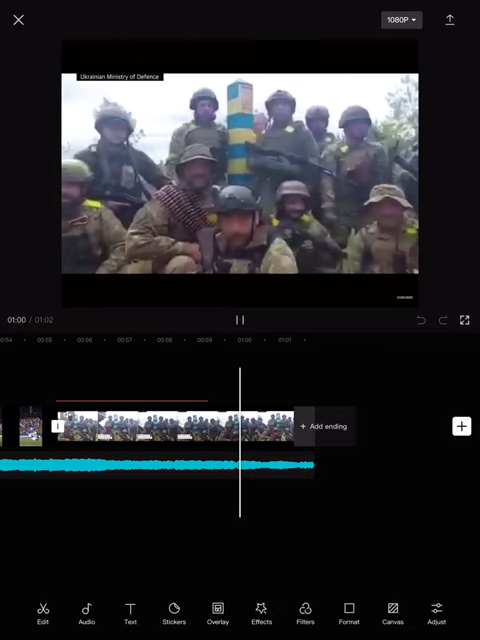 1080P
Ukrainian Ministry of Defence
01:00 / 01:02
0:54 00:55 00:56 00:57 00:58 00:59 01:00 01:01
+ Add ending
Edit Audio Text Stickers Overlay Effects Filters Format Canvas Adjust